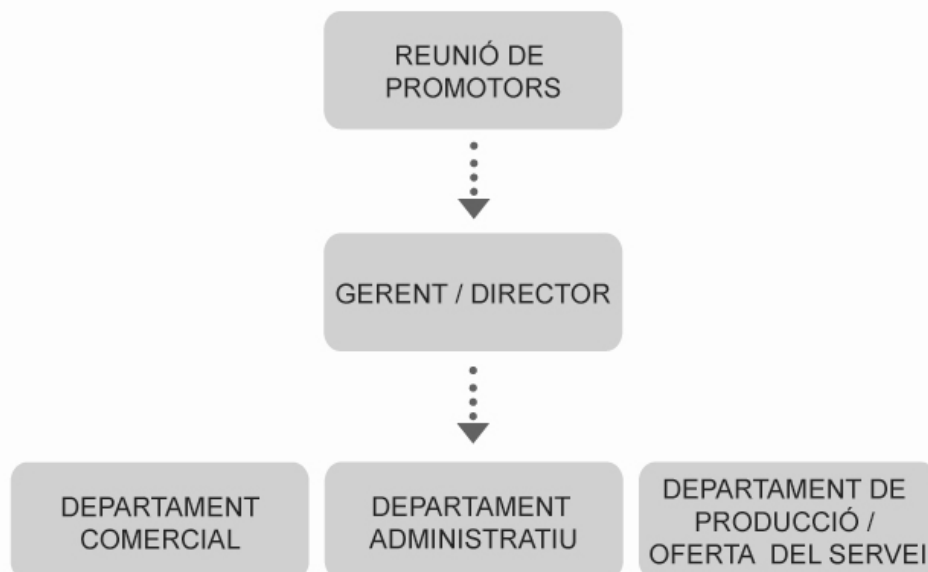 REUNIÓ DE
PROMOTORS
GERENT / DIRECTOR
DEPARTAMENT
COMERCIAL
DEPARTAMENT
ADMINISTRATIU
DEPARTAMENT DE
PRODUCCIÓ /
OFERTA DEL SERVEI